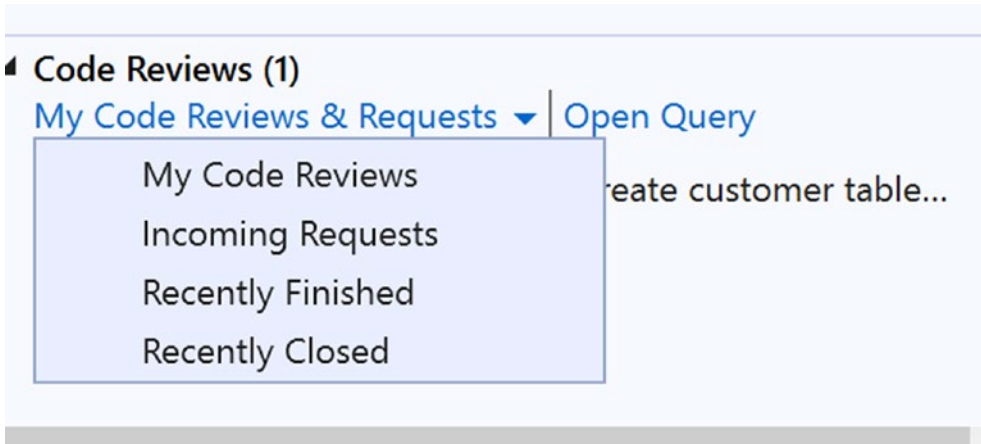 Code Reviews (1)
My Code Reviews & Requests Open Query
My Code Reviews
customer table...
Incoming Requests
Recently Finished
Recently Closed